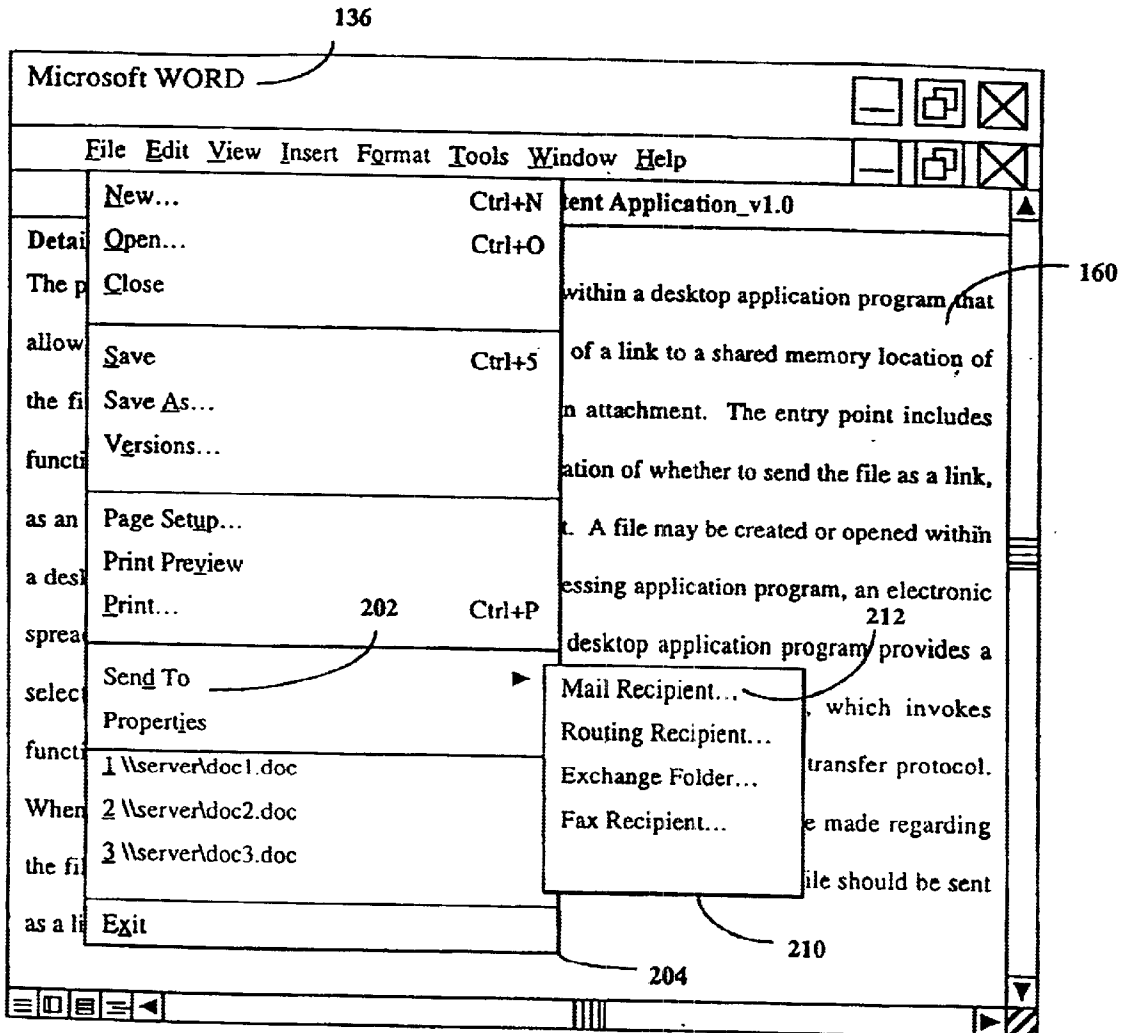 136
Microsoft WORD
File Edit View Insert Format Tools Window Help
New... Ctrl+N tent Application_v1.0
Detai Open... Ctrl+O
The p Close within a desktop application program that 160
allow Save Ctrl+5 of a link to a shared memory location of
the fi Save As... n attachment. The entry point includes
functi Versions... ation of whether to send the file as a link,
as an Page Setup... t. A file may be created or opened within
a desk Print Preview essing application program, an electronic
Print... 202 Ctrl+P 212
sprea desktop application program provides a
select Send To Mail Recipient... , which invokes
Properties Routing Recipient...
functi 1 \\server\doc1.doc Exchange Folder... transfer protocol.
When 2 \\server\doc2.doc Fax Recipient... e made regarding
the fil 3 \\server\doc3.doc ile should be sent
as a li Exit
210
204